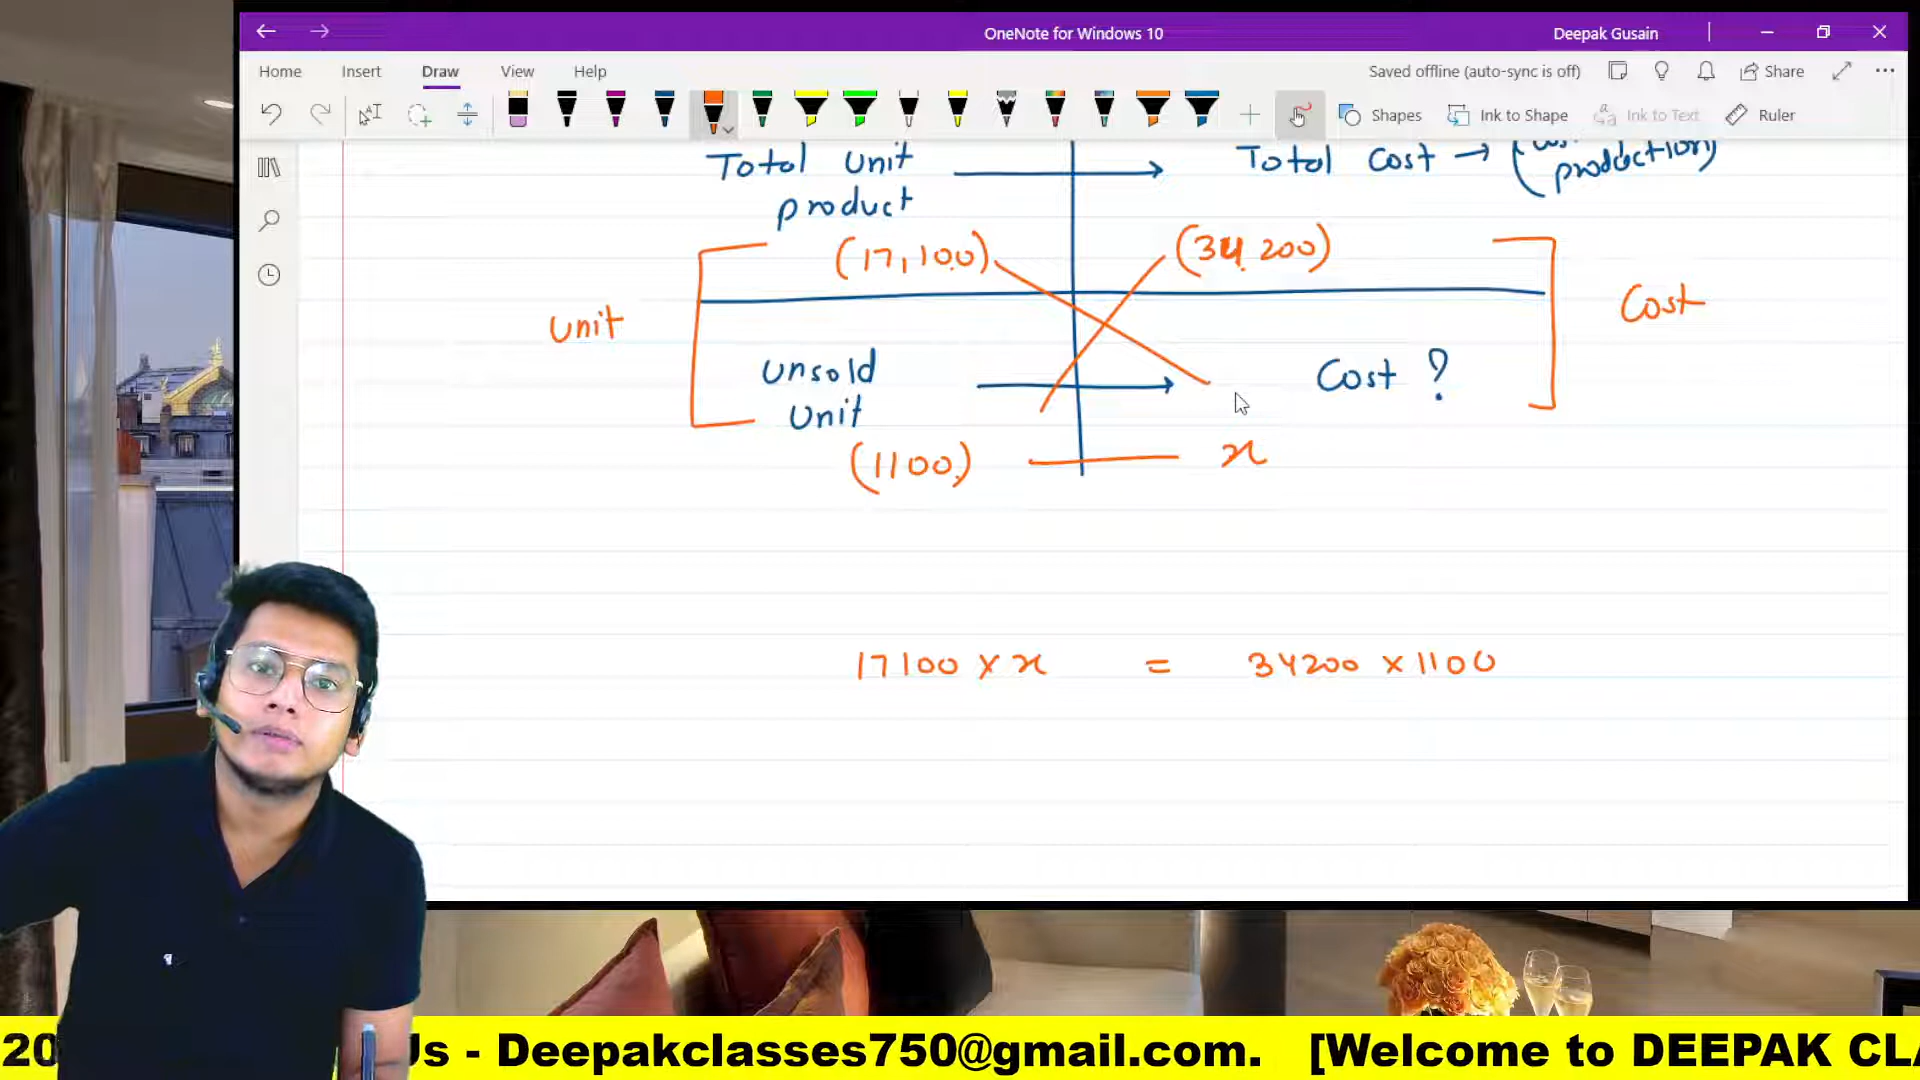 OneNote for Windows 10
Deepak Gusain
Home Insert Draw View Help
Saved offline (auto-sync is off) Share
Shapes Ink to Shape Ink to Text Ruler
Total unit product
Total Cost → production)
(17,100)
(34,200)
unit
Cost
unsold unit
Cost ?
(1100)
x
17100 × x = 34200 × 1100
20 Us - Deepakclasses750@gmail.com. [Welcome to DEEPAK CLA